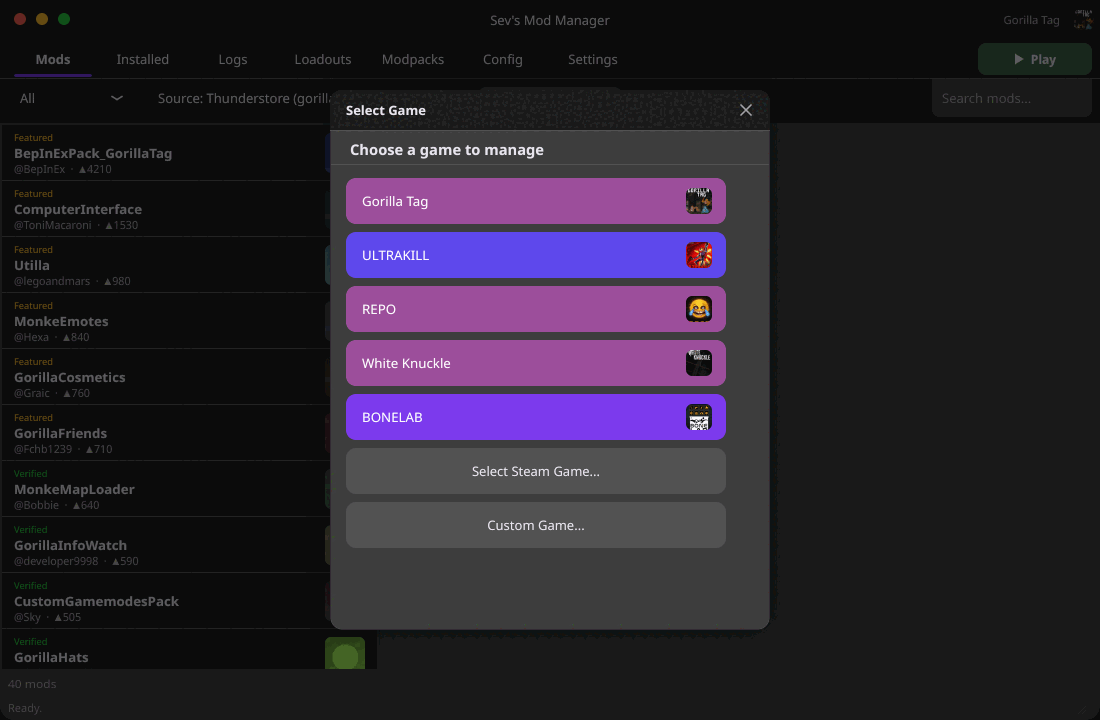 Sev's Mod Manager
Gorilla Tag
Mods
Installed
Logs
Loadouts
Modpacks
Config
Settings
Play
All
Source: Thunderstore (gorilla
Search mods...
Featured
BepInExPack_GorillaTag
@BepInEx · ▲4210
Featured
ComputerInterface
@ToniMacaroni · ▲1530
Featured
Utilla
@legoandmars · ▲980
Featured
MonkeEmotes
@Hexa · ▲840
Featured
GorillaCosmetics
@Graic · ▲760
Featured
GorillaFriends
@Fchb1239 · ▲710
Verified
MonkeMapLoader
@Bobbie · ▲640
Verified
GorillaInfoWatch
@developer9998 · ▲590
Verified
CustomGamemodesPack
@Sky · ▲505
Verified
GorillaHats
40 mods
Ready.
Select Game
Choose a game to manage
Gorilla Tag
ULTRAKILL
REPO
White Knuckle
BONELAB
Select Steam Game...
Custom Game...